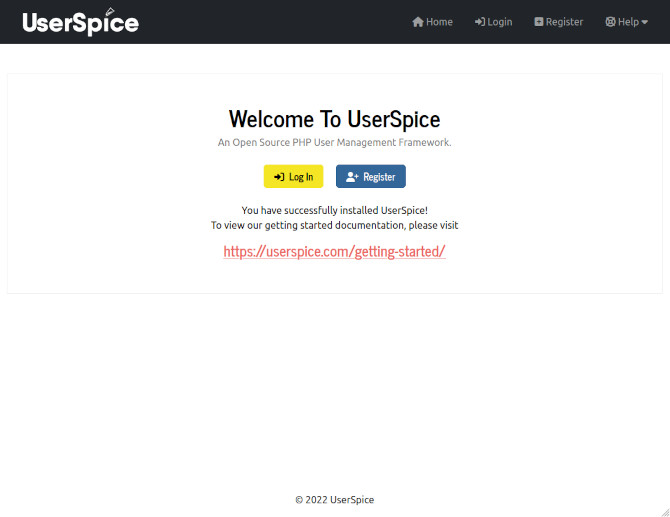 UserSpice
Home Login Register Help
Welcome To UserSpice
An Open Source PHP User Management Framework.
Log In Register
You have successfully installed UserSpice!
To view our getting started documentation, please visit
https://userspice.com/getting-started/
© 2022 UserSpice